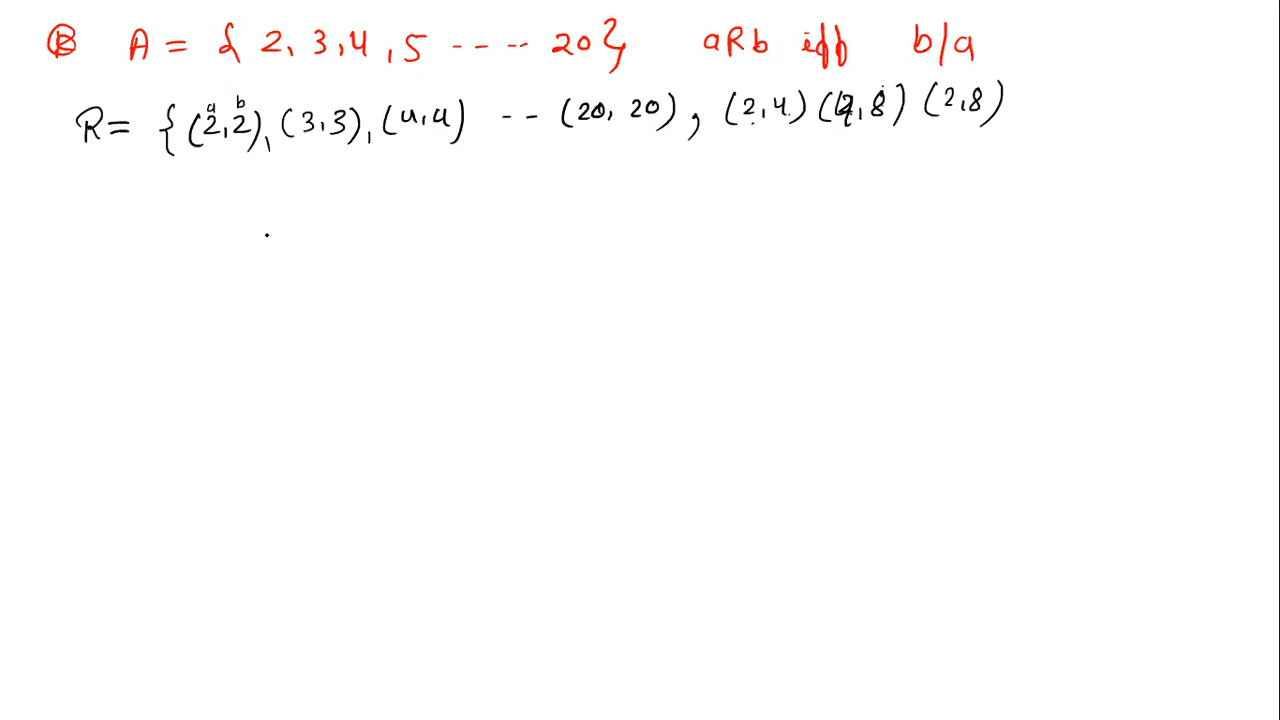 A = { 2, 3, 4, 5 ---- 20 } aRb iff b/a
R = { (2, 2), (3, 3), (4, 4) -- (20, 20), (2, 4) (4, 8) (2, 8)
a b